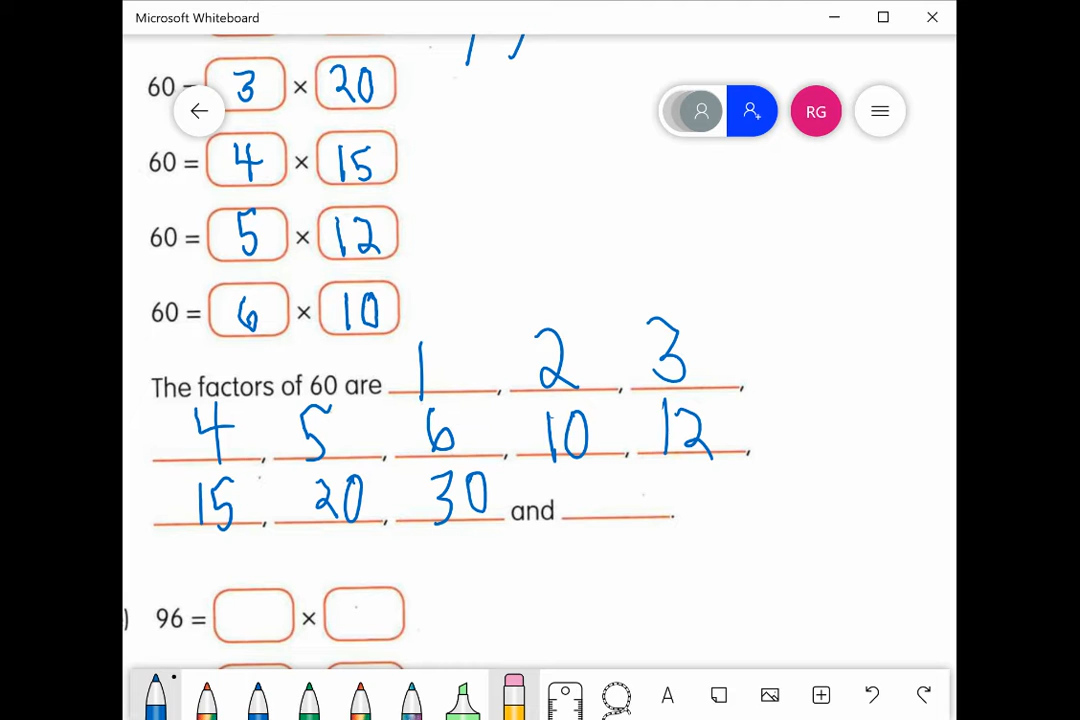 Microsoft Whiteboard
60 = 3 × 20
60 = 4 × 15
RG
60 = 5 × 12
60 = 6 × 10
The factors of 60 are 1, 2, 3,
4, 5, 6, 10, 12,
15, 20, 30 and ______.
) 96 = × 
A